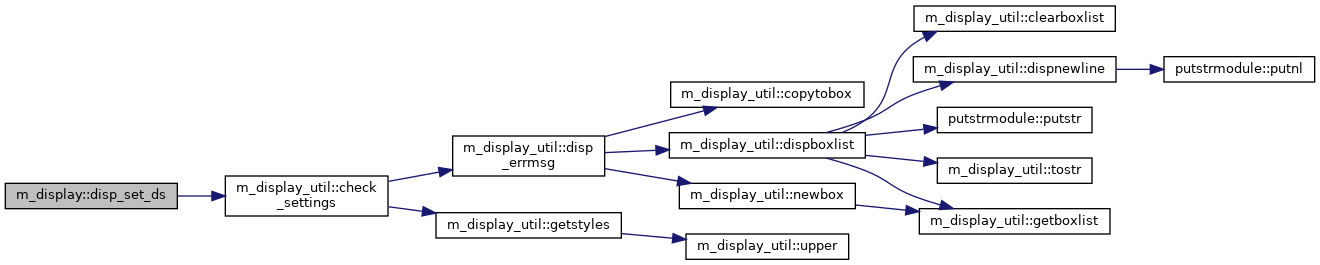 m_display_util::clearboxlist
m_display_util::dispnewline
putstrmodule::putnl
m_display_util::copytobox
putstrmodule::putstr
m_display_util::disp
_errmsg
m_display_util::dispboxlist
m_display_util::tostr
m_display::disp_set_ds
m_display_util::check
_settings
m_display_util::newbox
m_display_util::getboxlist
m_display_util::getstyles
m_display_util::upper